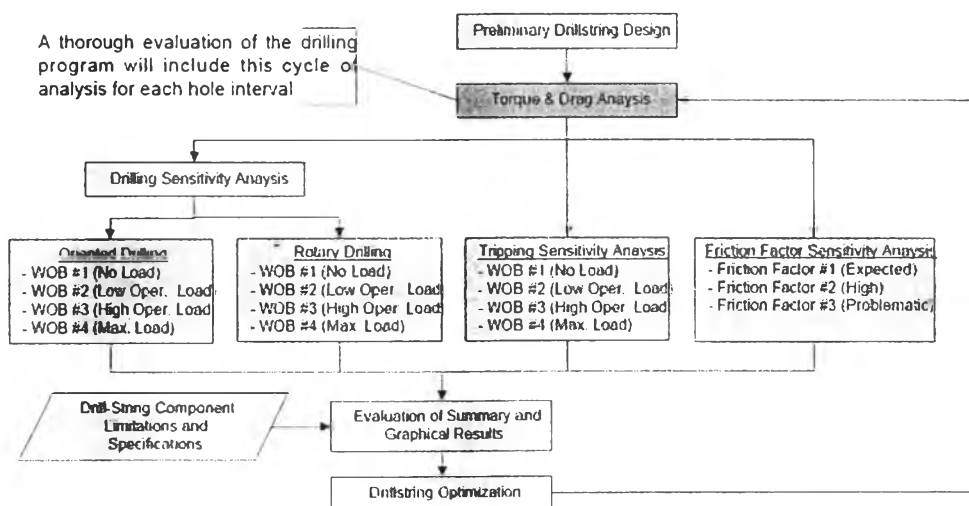 Preliminary Drillstring Design
A thorough evaluation of the drilling
program will include this cycle of
analysis for each hole interval
Torque & Drag Anaysis
Drilling Sensitivity Anaysis
Oriented Drilling
- WOB #1 (No Load)
- WOB #2 (Low Oper. Load)
- WOB #3 (High Oper. Load)
- WOB #4 (Max. Load)
Rotary Drilling
- WOB #1 (No Load)
- WOB #2 (Low Oper. Load)
- WOB #3 (High Oper Load)
- WOB #4 (Max. Load)
Tripping Sensitivity Anaysis
- WOB #1 (No Load)
- WOB #2 (Low Oper. Load)
- WOB #3 (High Oper Load)
- WOB #4 (Max. Load)
Friction Factor Sensitivity Anaysis
- Friction Factor #1 (Expected)
- Friction Factor #2 (High)
- Friction Factor #3 (Problematic)
Drill-String Component
Limitations and
Specifications
Evaluation of Summary and
Graphical Results
Drillstring Optimization